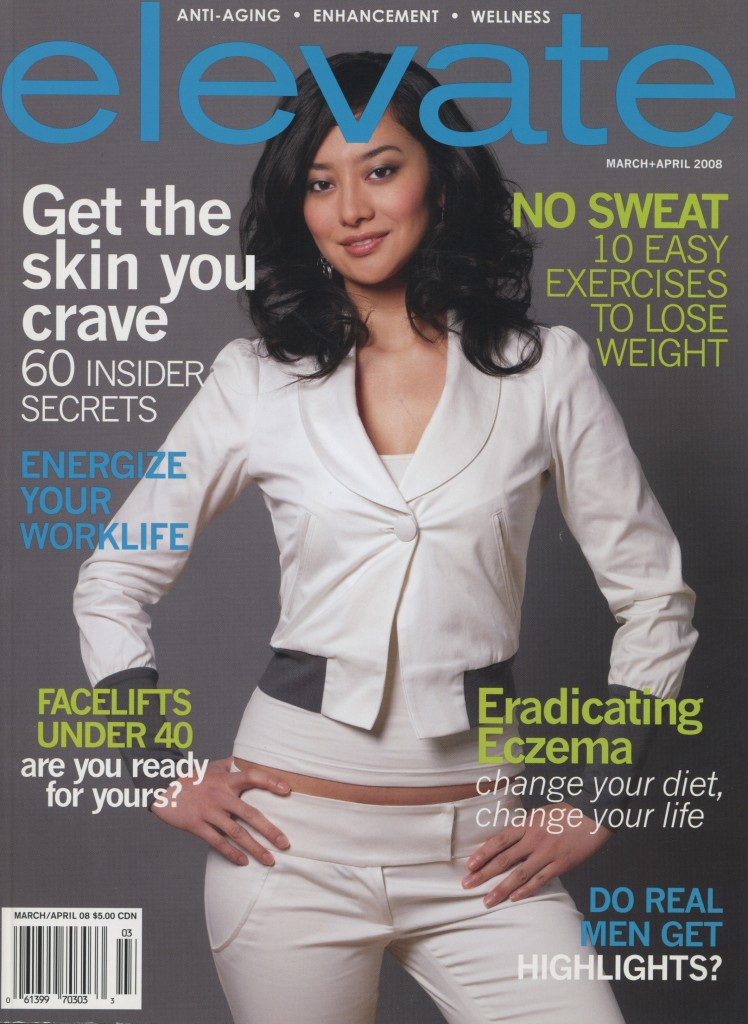 ANTI-AGING • ENHANCEMENT • WELLNESS
elevate
MARCH+APRIL 2008
Get the
skin you
crave
60 INSIDER
SECRETS
ENERGIZE
YOUR
WORKLIFE
NO SWEAT
10 EASY
EXERCISES
TO LOSE
WEIGHT
FACELIFTS
UNDER 40
are you ready
for yours?
Eradicating
Eczema
change your diet,
change your life
DO REAL
MEN GET
HIGHLIGHTS?
MARCH/APRIL 08 $5.00 CDN
03
0 61399 70303 3